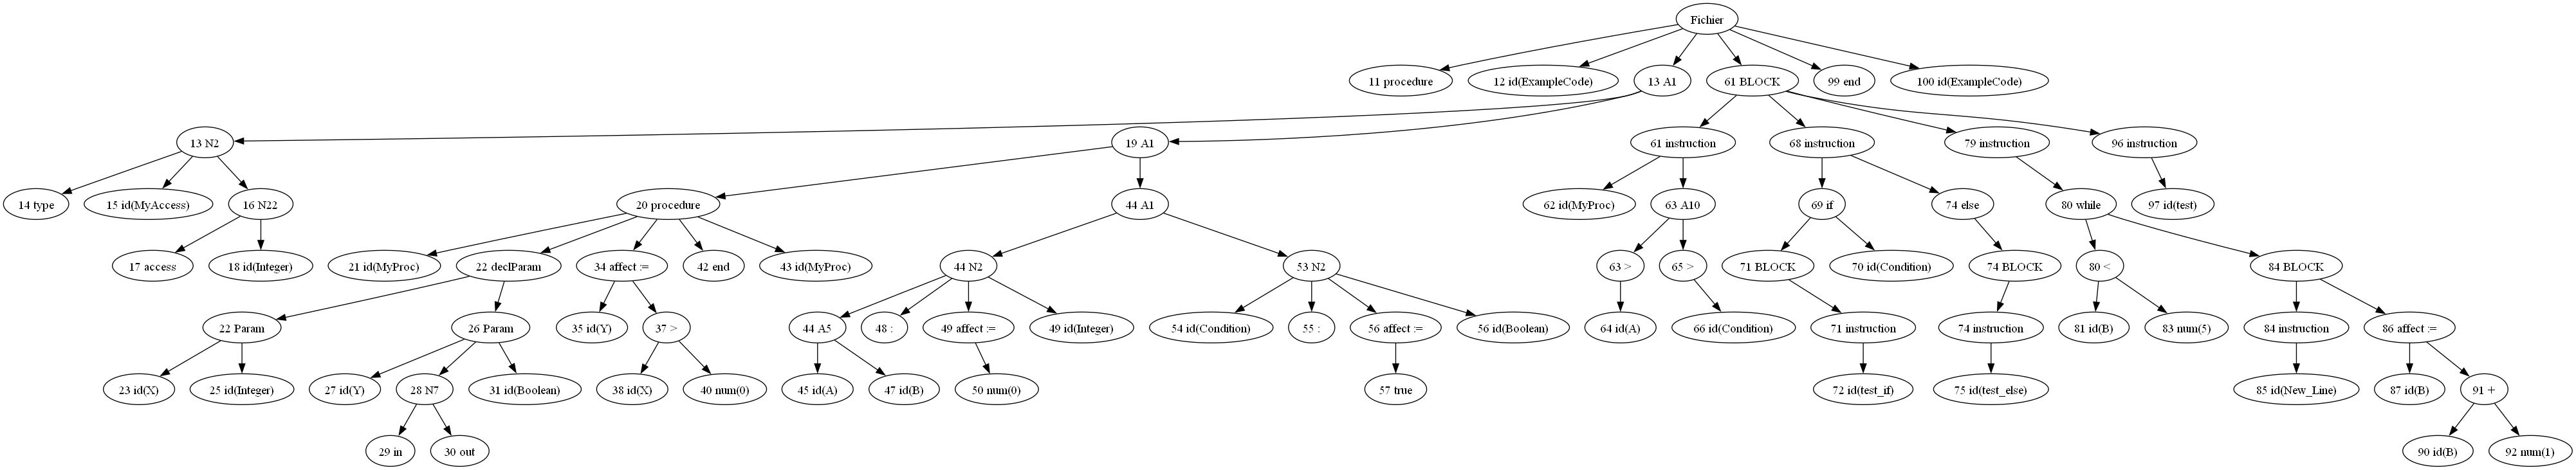 Fichier
11 procedure
12 id(ExampleCode)
13 A1
61 BLOCK
99 end
100 id(ExampleCode)
13 N2
19 A1
61 instruction
68 instruction
79 instruction
96 instruction
14 type
15 id(MyAccess)
16 N22
20 procedure
44 A1
62 id(MyProc)
63 A10
69 if
74 else
80 while
97 id(test)
17 access
18 id(Integer)
21 id(MyProc)
22 declParam
34 affect :=
42 end
43 id(MyProc)
44 N2
53 N2
63 >
65 >
71 BLOCK
70 id(Condition)
74 BLOCK
80 <
84 BLOCK
22 Param
26 Param
35 id(Y)
37 >
44 A5
48 :
49 affect :=
49 id(Integer)
54 id(Condition)
55 :
56 affect :=
56 id(Boolean)
64 id(A)
66 id(Condition)
71 instruction
74 instruction
81 id(B)
83 num(5)
84 instruction
86 affect :=
23 id(X)
25 id(Integer)
27 id(Y)
28 N7
31 id(Boolean)
38 id(X)
40 num(0)
45 id(A)
47 id(B)
50 num(0)
57 true
72 id(test_if)
75 id(test_else)
85 id(New_Line)
87 id(B)
91 +
29 in
30 out
90 id(B)
92 num(1)